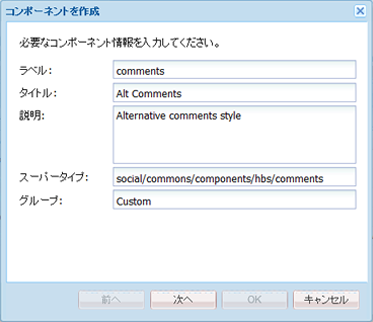 コンポーネントを作成
必要なコンポーネント情報を入力してください。
ラベル： comments
タイトル： Alt Comments
説明： Alternative comments style
スーパータイプ： social/commons/components/hbs/comments
グループ： Custom
前へ 次へ OK キャンセル